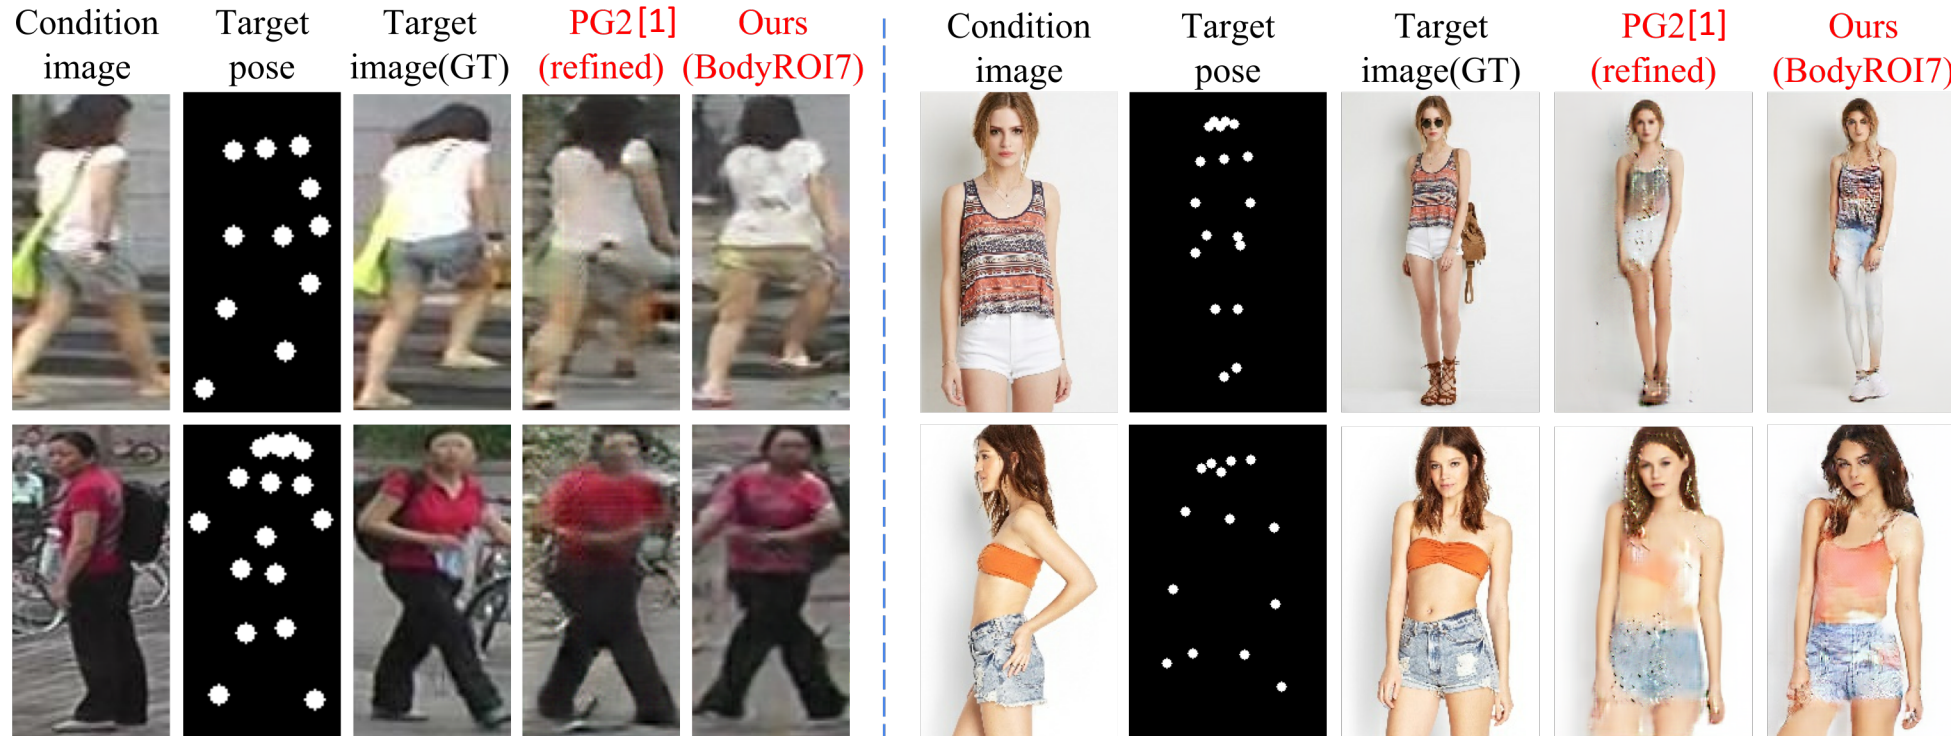 Condition image
Target pose
Target image(GT)
PG2[1] (refined)
Ours (BodyROI7)
Condition image
Target pose
Target image(GT)
PG2[1] (refined)
Ours (BodyROI7)